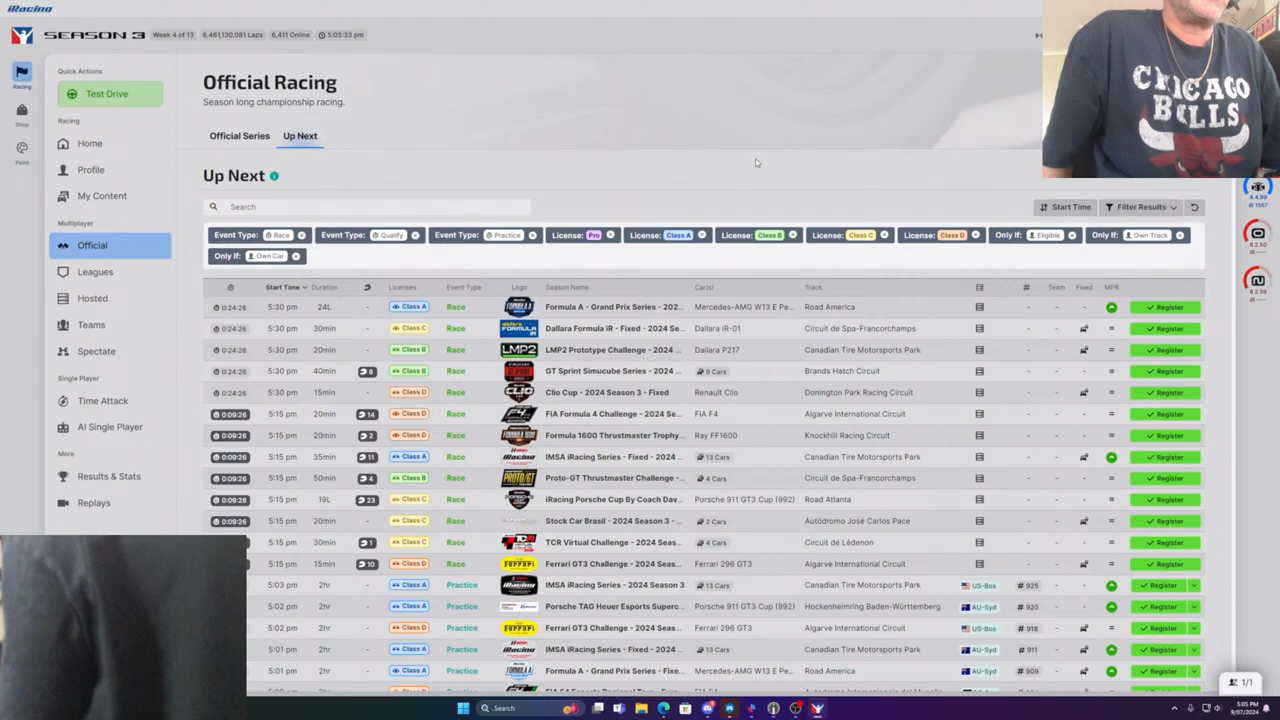 iRacing
SEASON 3 Week 4 of 13 6,461,130,081 Laps 6,411 Online 5:05:33 pm
Racing
Shop
Paint
Quick Actions
Test Drive
Racing
Home
Profile
My Content
Multiplayer
Official
Leagues
Hosted
Teams
Spectate
Single Player
Time Attack
AI Single Player
More
Results & Stats
Replays
Official Racing
Season long championship racing.
Official Series Up Next
Up Next
Search Start Time Filter Results
Event Type: Race Event Type: Qualify Event Type: Practice License: Pro License: Class A License: Class B License: Class C License: Class D Only If: Eligible Only If: Own Track
Only If: Own Car
Start Time Duration Licenses Event Type Logo Season Name Car(s) Track # Team Fixed MPR
0:24:26 5:30 pm 24L - Class A Race Formula A - Grand Prix Series - 202... Mercedes-AMG W13 E Pe... Road America - - - Register
0:24:26 5:30 pm 30min - Class C Race Dallara Formula iR - Fixed - 2024 Se... Dallara IR-01 Circuit de Spa-Francorchamps - - = Register
0:24:26 5:30 pm 20min - Class B Race LMP2 LMP2 Prototype Challenge - 2024 ... Dallara P217 Canadian Tire Motorsports Park - - - = Register
0:24:26 5:30 pm 40min 8 Class B Race GT Sprint Simucube Series - 2024 ... 9 Cars Brands Hatch Circuit - - - = Register
0:24:26 5:30 pm 15min - Class D Race CLIO Clio Cup - 2024 Season 3 - Fixed Renault Clio Donington Park Racing Circuit - - = Register
0:09:26 5:15 pm 20min 14 Class D Race F4 FIA Formula 4 Challenge - 2024 Se... FIA F4 Algarve International Circuit - - = Register
0:09:26 5:15 pm 20min 2 Class D Race Formula 1600 Thrustmaster Trophy... Ray FF1600 Knockhill Racing Circuit - - - = Register
0:09:26 5:15 pm 35min 11 Class A Race iRacing IMSA iRacing Series - Fixed - 2024 ... 13 Cars Canadian Tire Motorsports Park - - Register
0:09:26 5:15 pm 50min 4 Class B Race PROTO/GT Proto-GT Thrustmaster Challenge -... 4 Cars Circuit de Spa-Francorchamps - - - = Register
0:09:26 5:15 pm 19L 23 Class C Race iRacing Porsche Cup By Coach Dav... Porsche 911 GT3 Cup (992) Road Atlanta - - - = Register
0:09:26 5:15 pm 20min - Class C Race Stock Car Brasil - 2024 Season 3 -... 2 Cars Autódromo José Carlos Pace - - = Register
5:15 pm 30min 1 Class C Race TCR TCR Virtual Challenge - 2024 Seas... 4 Cars Circuit de Lédenon - - = Register
5:15 pm 15min 10 Class D Race Ferrari Ferrari GT3 Challenge - 2024 Seas... Ferrari 296 GT3 Algarve International Circuit - - = Register
5:03 pm 2hr - Class A Practice iRacing IMSA iRacing Series - 2024 Season 3 13 Cars Canadian Tire Motorsports Park US-Bos # 925 - - Register
5:02 pm 2hr - Class A Practice Porsche TAG Heuer Esports Superc... Porsche 911 GT3 Cup (992) Hockenheimring Baden-Württemberg AU-Syd # 920 - - = Register
5:02 pm 2hr - Class D Practice Ferrari Ferrari GT3 Challenge - 2024 Seas... Ferrari 296 GT3 Algarve International Circuit US-Bos # 918 - = Register
5:01 pm 2hr - Class A Practice iRacing IMSA iRacing Series - Fixed - 2024 ... 13 Cars Canadian Tire Motorsports Park AU-Syd # 911 - Register
5:01 pm 2hr - Class A Practice Formula A - Grand Prix Series - Fixe... Mercedes-AMG W13 E Pe... Road America AU-Syd # 909 - Register
CHICAGO
BULLS
A 4.99
iR 1567
R 2.50
R 2.59
1/1
Search
5:05 PM
9/07/2024